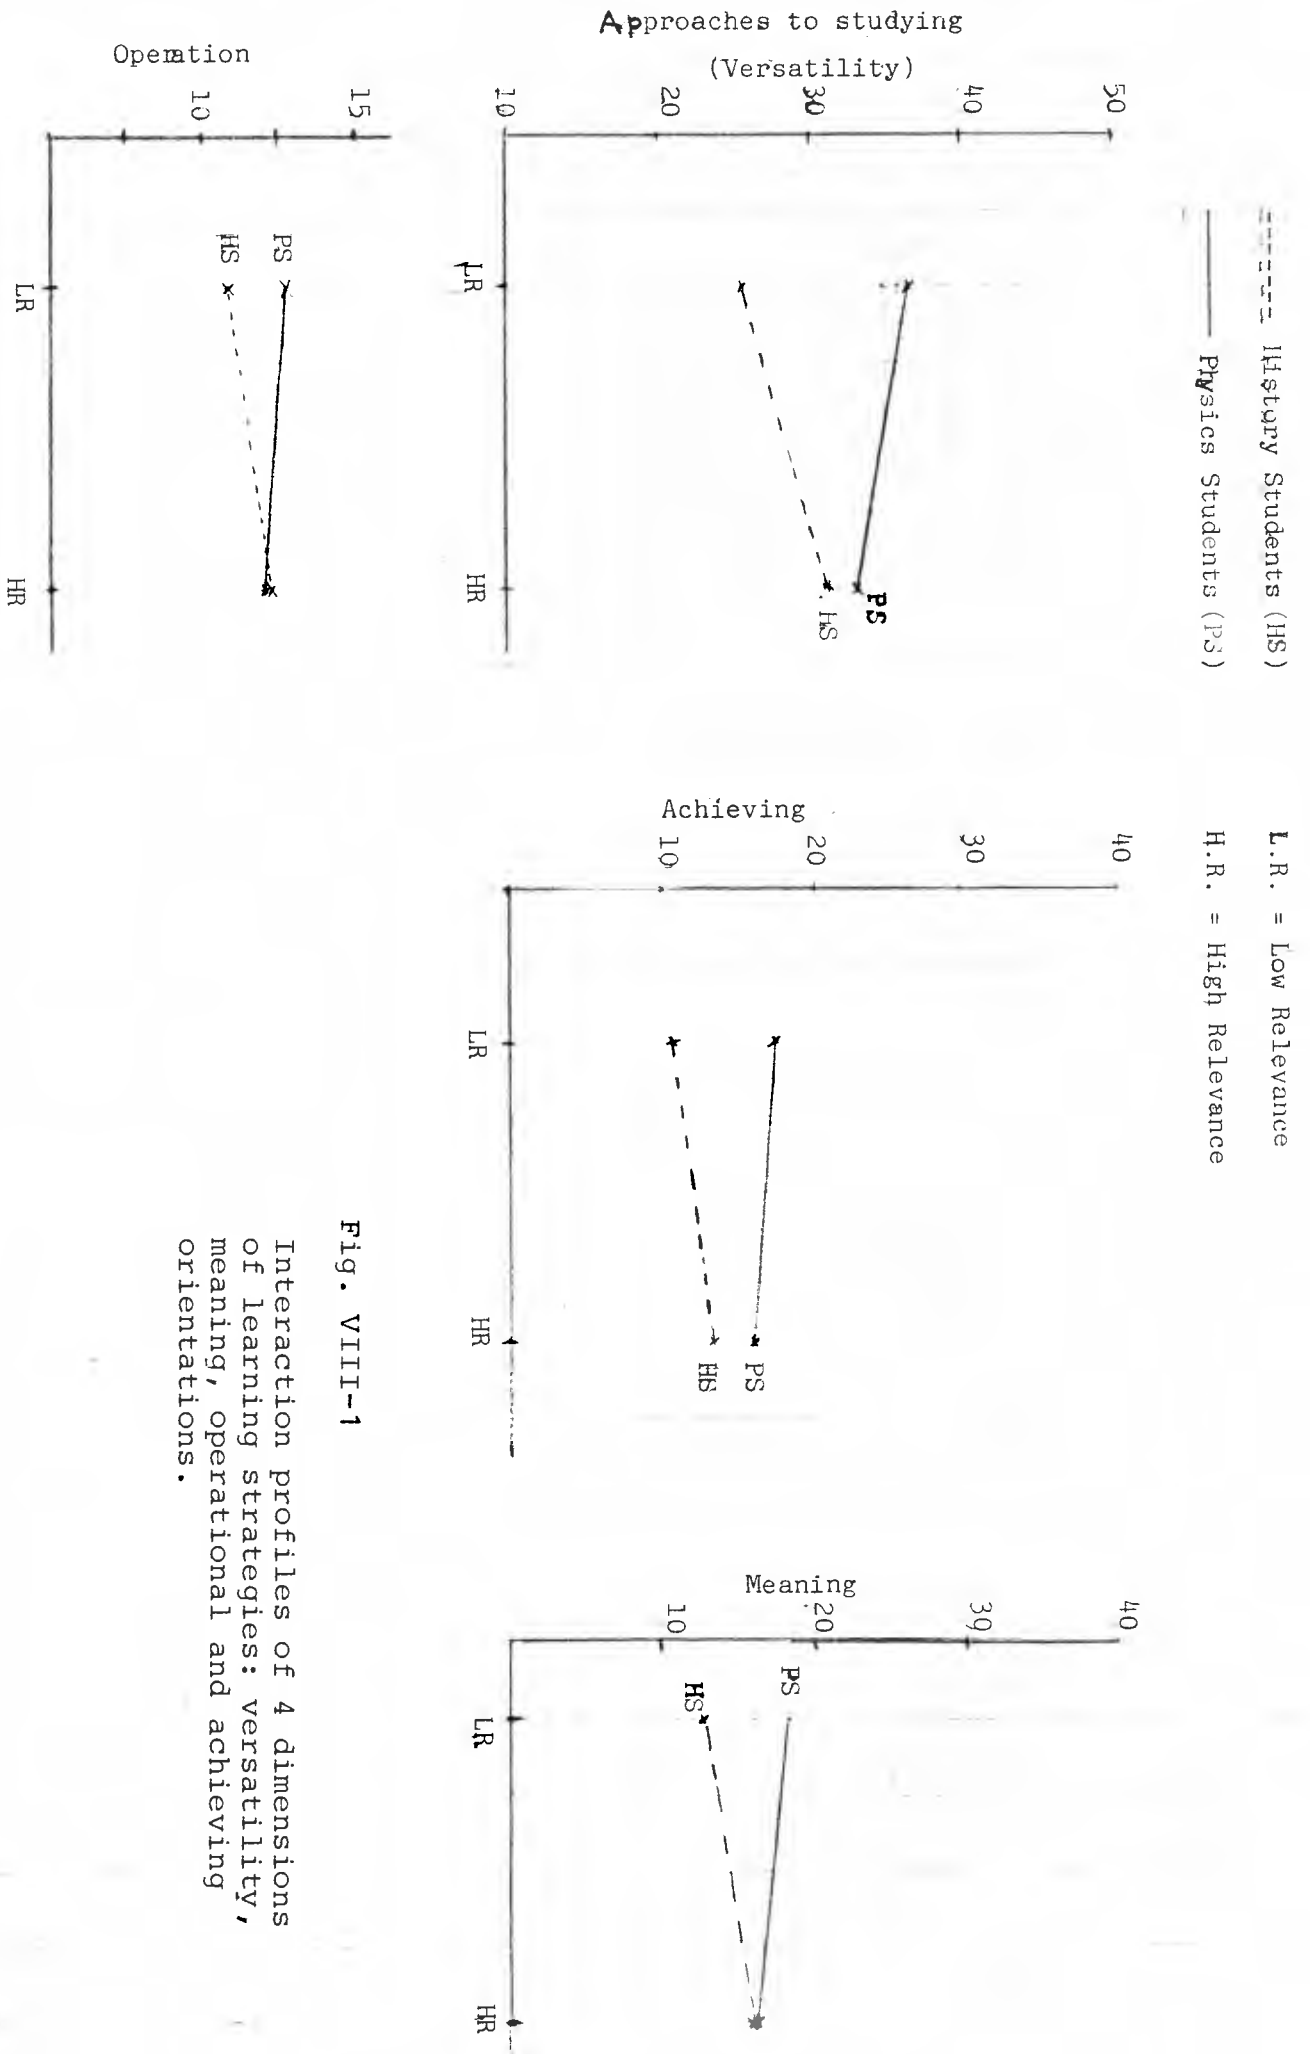 ---- History Students (HS)
—— Physics Students (PS)
L.R. = Low Relevance
H.R. = High Relevance
Approaches to studying
(Versatility)
50
40
30
20
10
LR
HR
PS
HS
Achieving
40
30
20
10
LR
HR
PS
HS
Meaning
40
30
20
10
PS
HS
LR
HR
Operation
15
10
PS
HS
LR
HR
Fig. VIII-1
Interaction profiles of 4 dimensions
of learning strategies: versatility,
meaning, operational and achieving
orientations.